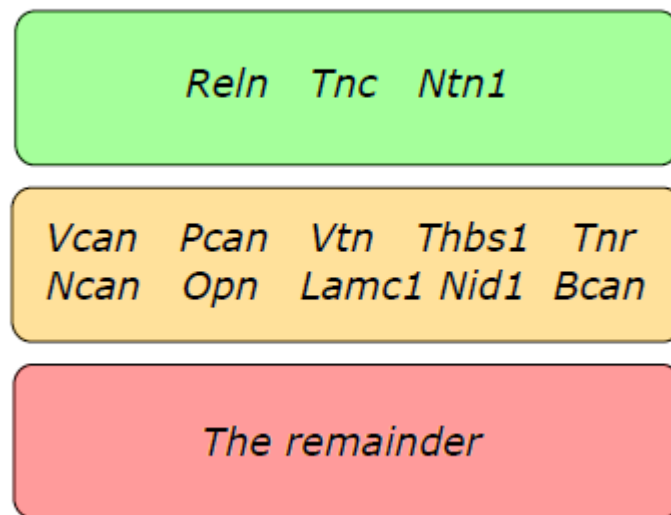 Reln Tnc Ntn1
Vcan Pcan Vtn Thbs1 Tnr
Ncan Opn Lamc1 Nid1 Bcan
The remainder